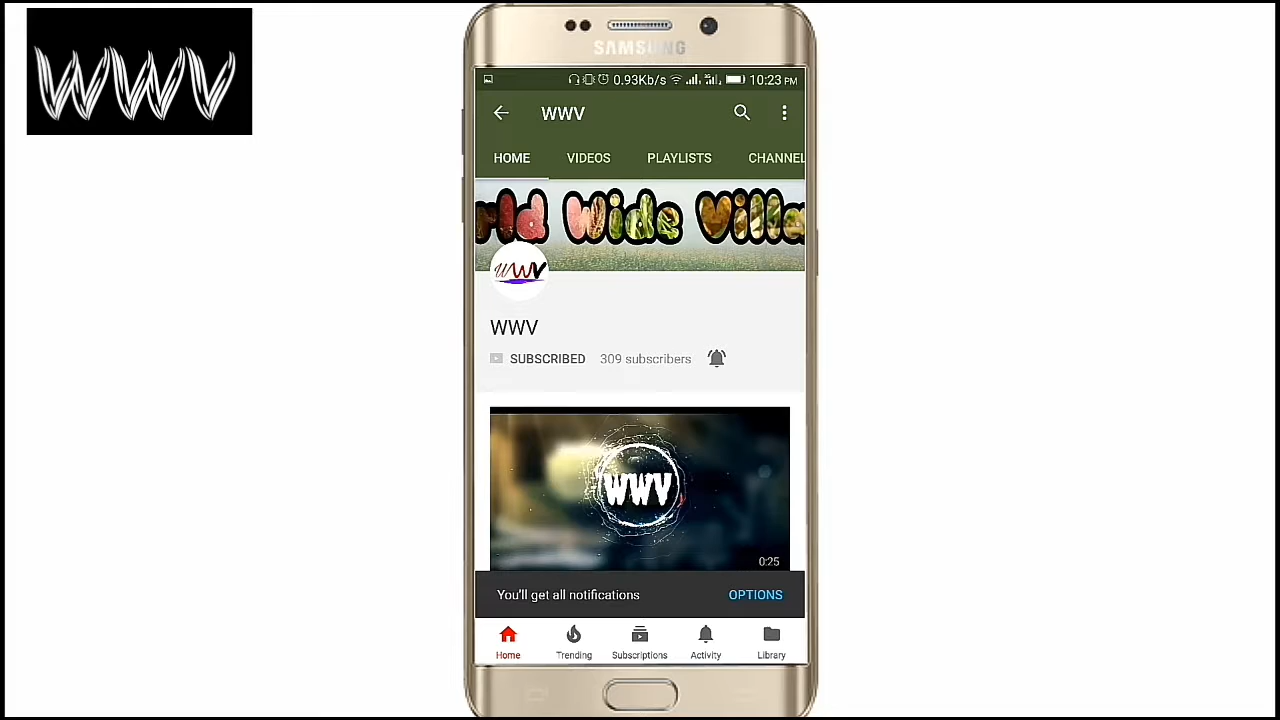 WWV
SAMSUNG
0.93Kb/s 10:23 PM
WWV
HOME VIDEOS PLAYLISTS CHANNEL
rld Wide Villa
WWV
WWV
SUBSCRIBED 309 subscribers
WWV
0:25
You'll get all notifications OPTIONS
Home Trending Subscriptions Activity Library